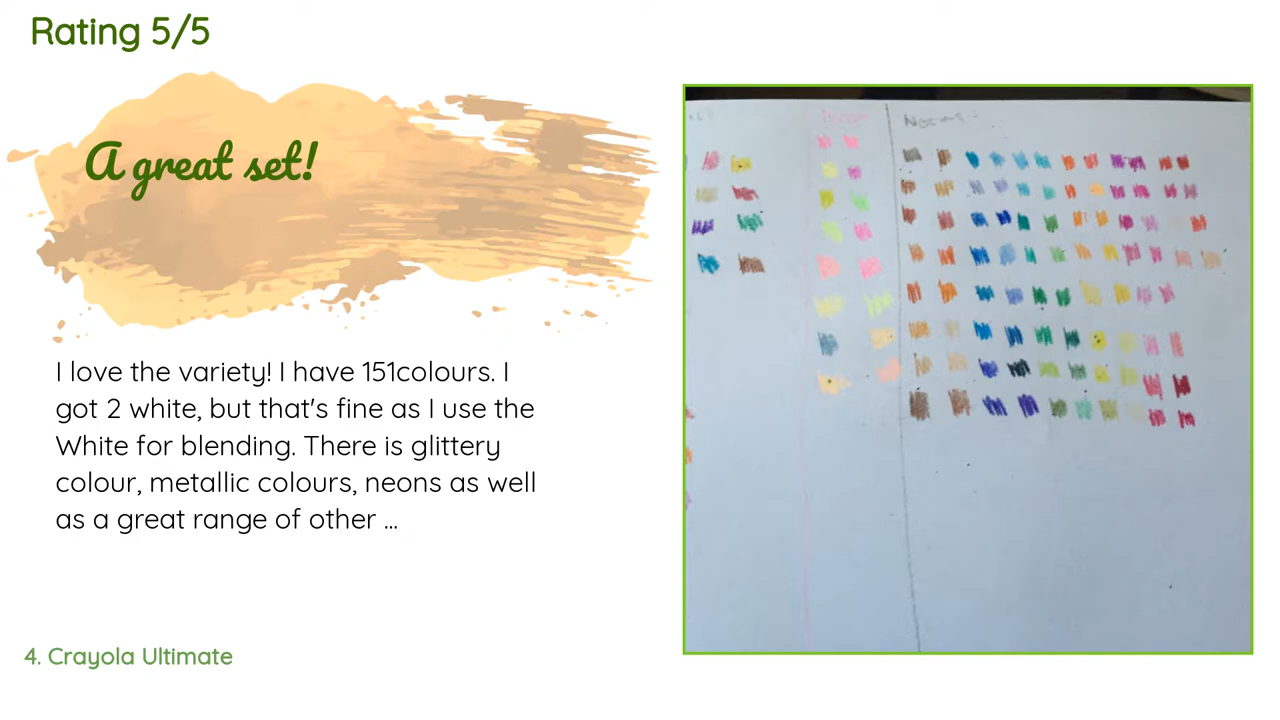 Rating 5/5
A great set!
I love the variety! I have 151colours. I
got 2 white, but that's fine as I use the
White for blending. There is glittery
colour, metallic colours, neons as well
as a great range of other ...
4. Crayola Ultimate